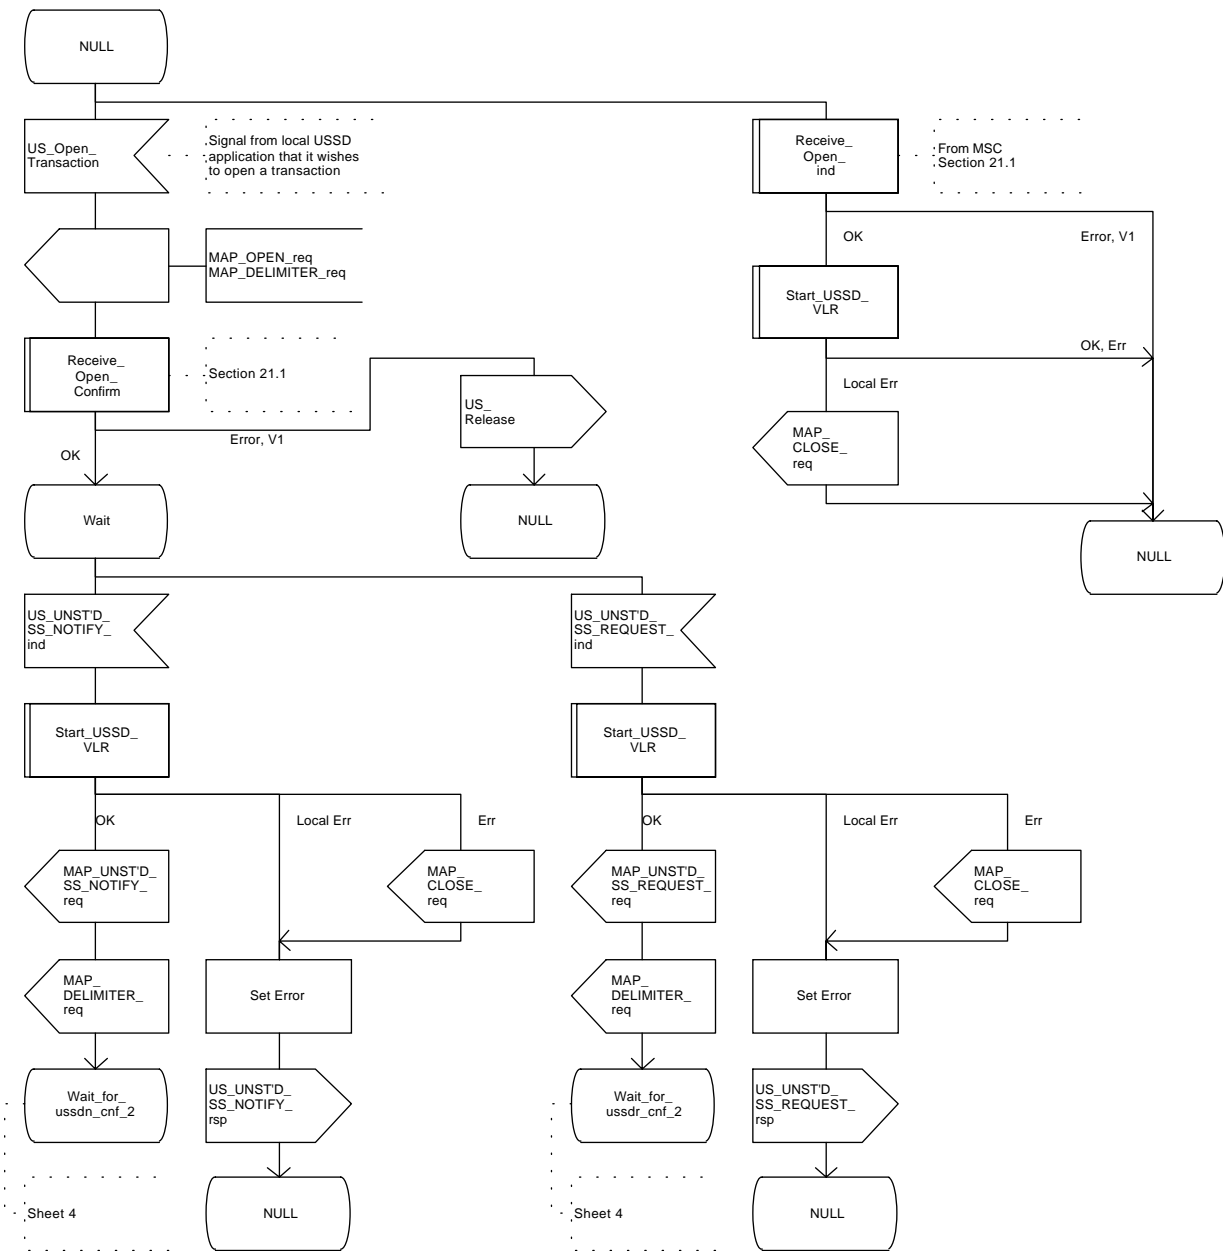 NULL
US_Open_
Transaction
Signal from local USSD
application that it wishes
to open a transaction
Receive_
Open_
ind
From MSC
Section 21.1
MAP_OPEN_req
MAP_DELIMITER_req
OK
Error, V1
Start_USSD_
VLR
Receive_
Open_
Confirm
Section 21.1
OK, Err
Local Err
US_
Release
MAP_
CLOSE_
req
Error, V1
OK
Wait
NULL
NULL
US_UNST'D_
SS_NOTIFY_
ind
US_UNST'D_
SS_REQUEST_
ind
Start_USSD_
VLR
Start_USSD_
VLR
OK
Local Err
Err
OK
Local Err
Err
MAP_UNST'D_
SS_NOTIFY_
req
MAP_
CLOSE_
req
MAP_UNST'D_
SS_REQUEST_
req
MAP_
CLOSE_
req
MAP_
DELIMITER_
req
Set Error
MAP_
DELIMITER_
req
Set Error
Wait_for_
ussdn_cnf_2
US_UNST'D_
SS_NOTIFY_
rsp
Wait_for_
ussdr_cnf_2
US_UNST'D_
SS_REQUEST_
rsp
Sheet 4
NULL
Sheet 4
NULL